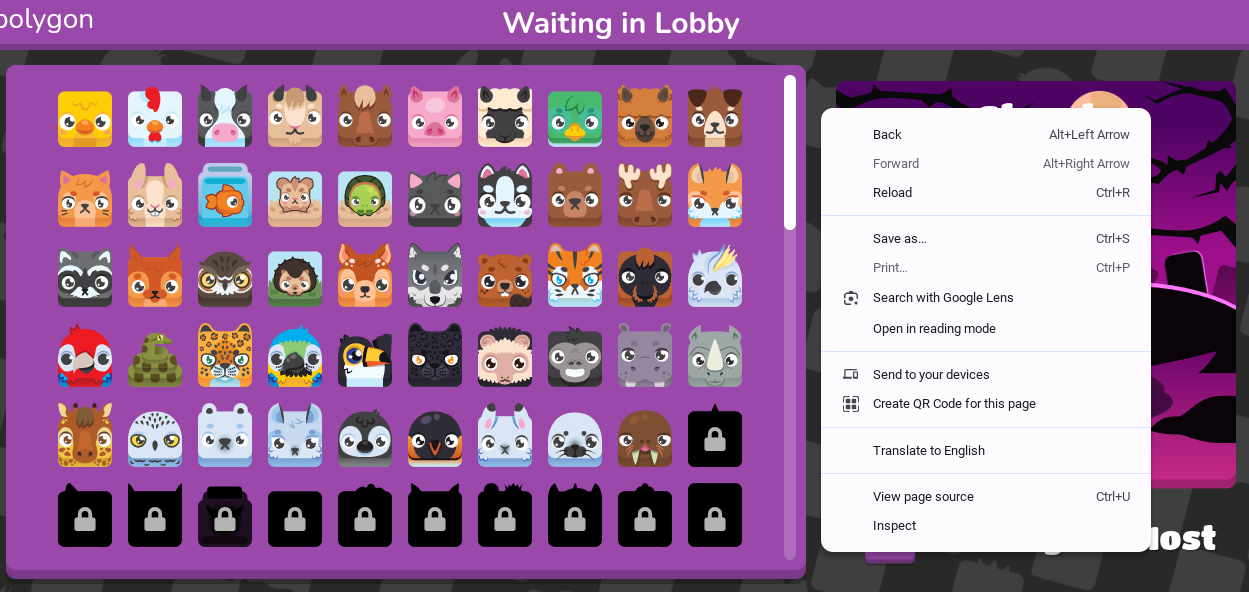 polygon
Waiting in Lobby
Back Alt+Left Arrow
Forward Alt+Right Arrow
Reload Ctrl+R
Save as… Ctrl+S
Print… Ctrl+P
Search with Google Lens
Open in reading mode
Send to your devices
Create QR Code for this page
Translate to English
View page source Ctrl+U
Inspect
lost